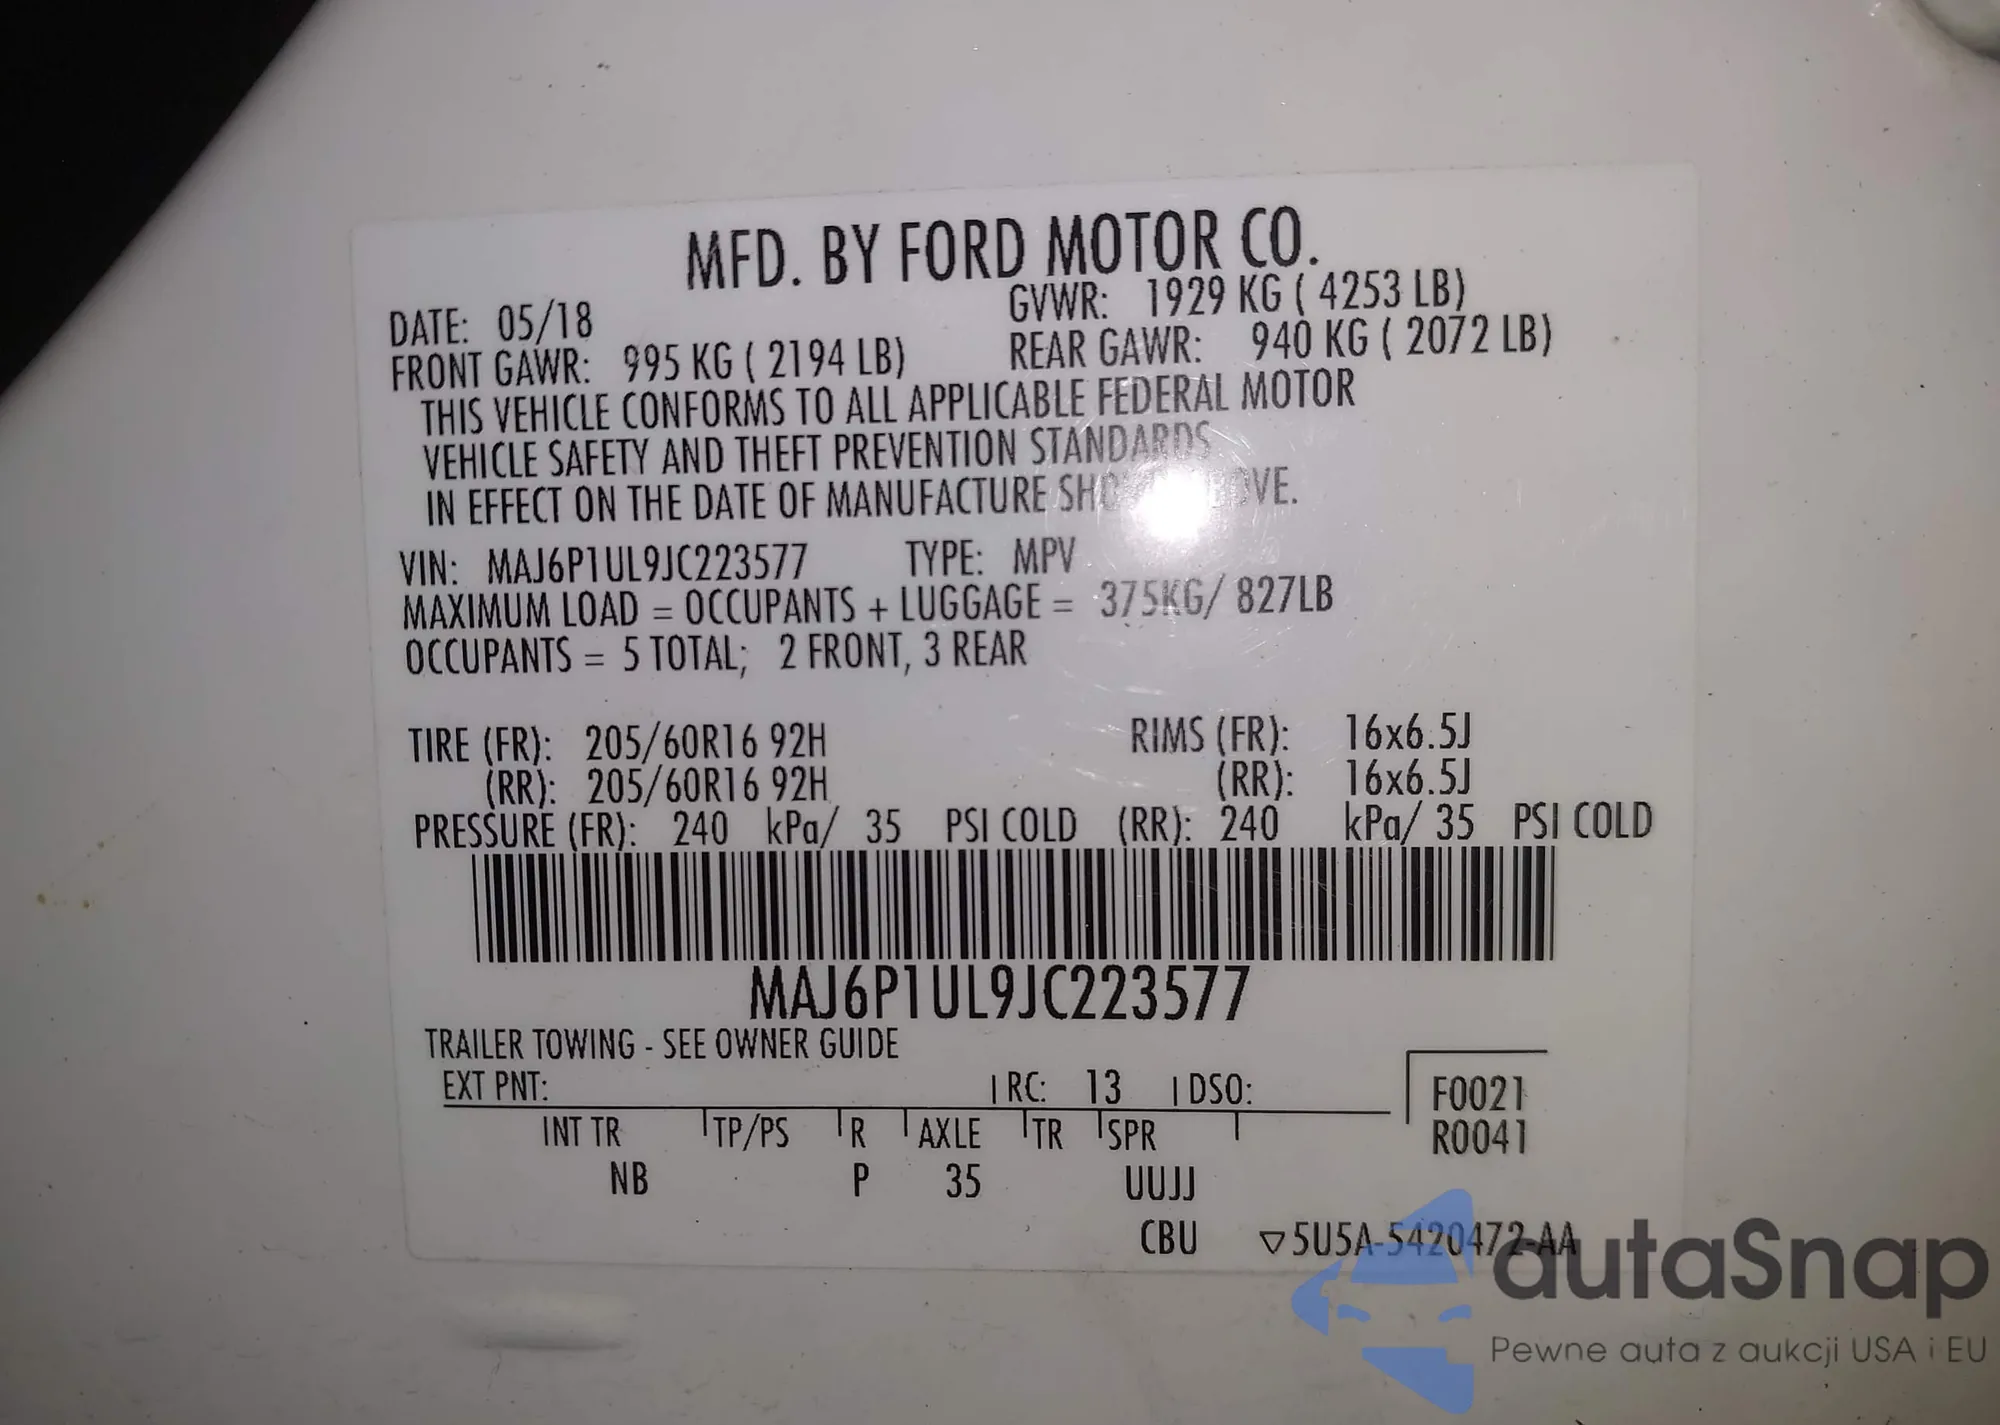 MFD. BY FORD MOTOR CO.
DATE: 05/18 GVWR: 1929 KG ( 4253 LB)
FRONT GAWR: 995 KG ( 2194 LB) REAR GAWR: 940 KG ( 2072 LB)
THIS VEHICLE CONFORMS TO ALL APPLICABLE FEDERAL MOTOR
VEHICLE SAFETY AND THEFT PREVENTION STANDARDS
IN EFFECT ON THE DATE OF MANUFACTURE
VIN: MAJ6P1UL9JC223577 TYPE: MPV
MAXIMUM LOAD = OCCUPANTS + LUGGAGE = 375KG/ 827LB
OCCUPANTS = 5 TOTAL; 2 FRONT, 3 REAR
TIRE (FR): 205/60R16 92H RIMS (FR): 16x6.5J
(RR): 205/60R16 92H (RR): 16x6.5J
PRESSURE (FR): 240 kPa/ 35 PSI COLD (RR): 240 kPa/ 35 PSI COLD
MAJ6P1UL9JC223577
TRAILER TOWING - SEE OWNER GUIDE
EXT PNT: RC: 13 DSO: F0021
INT TR TP/PS R AXLE TR SPR R0041
NB P 35 UUJJ
CBU ▽5U5A-5420472-AA
autaSnap
Pewne auta z aukcji USA i EU